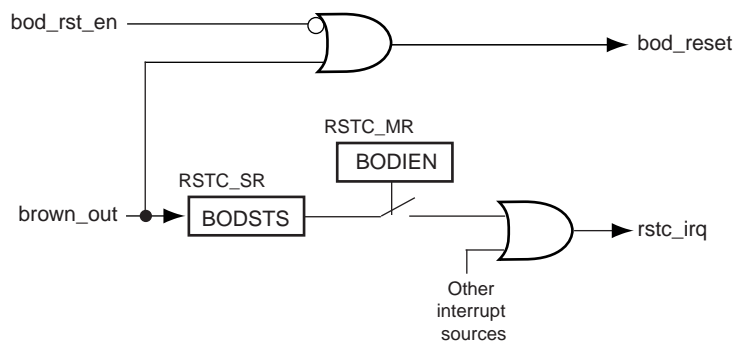 bod_rst_en
bod_reset
RSTC_MR
BODIEN
RSTC_SR
brown_out
BODSTS
rstc_irq
Other
interrupt
sources